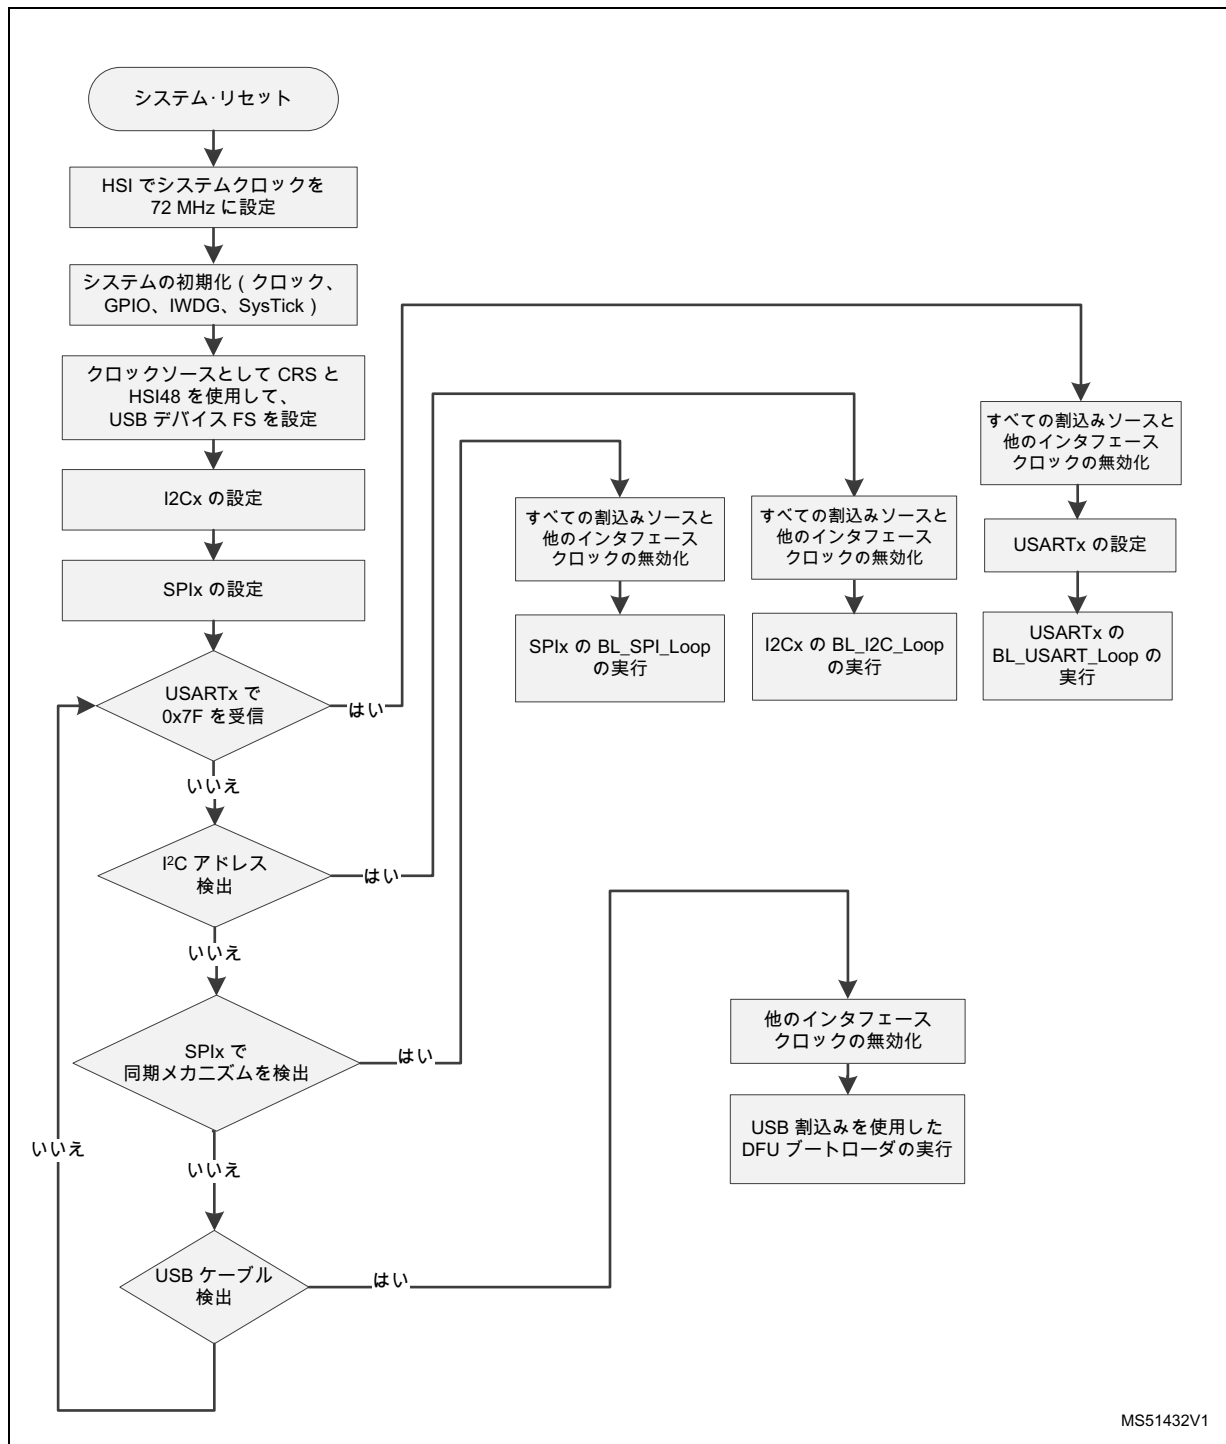 システム･リセット
HSI でシステムクロックを
72 MHz に設定
システムの初期化 ( クロック、
GPIO、IWDG、SysTick )
クロックソースとして CRS と
HSI48 を使用して、
USB デバイス FS を設定
I2Cx の設定
SPIx の設定
USARTx で
0x7F を受信
はい
いいえ
I²C アドレス
検出
はい
いいえ
SPIx で
同期メカニズムを検出
はい
いいえ
いいえ
USB ケーブル
検出
はい
すべての割込みソースと
他のインタフェース
クロックの無効化
SPIx の BL_SPI_Loop
の実行
すべての割込みソースと
他のインタフェース
クロックの無効化
I2Cx の BL_I2C_Loop
の実行
すべての割込みソースと
他のインタフェース
クロックの無効化
USARTx の設定
USARTx の
BL_USART_Loop の
実行
他のインタフェース
クロックの無効化
USB 割込みを使用した
DFU ブートローダの実行
MS51432V1